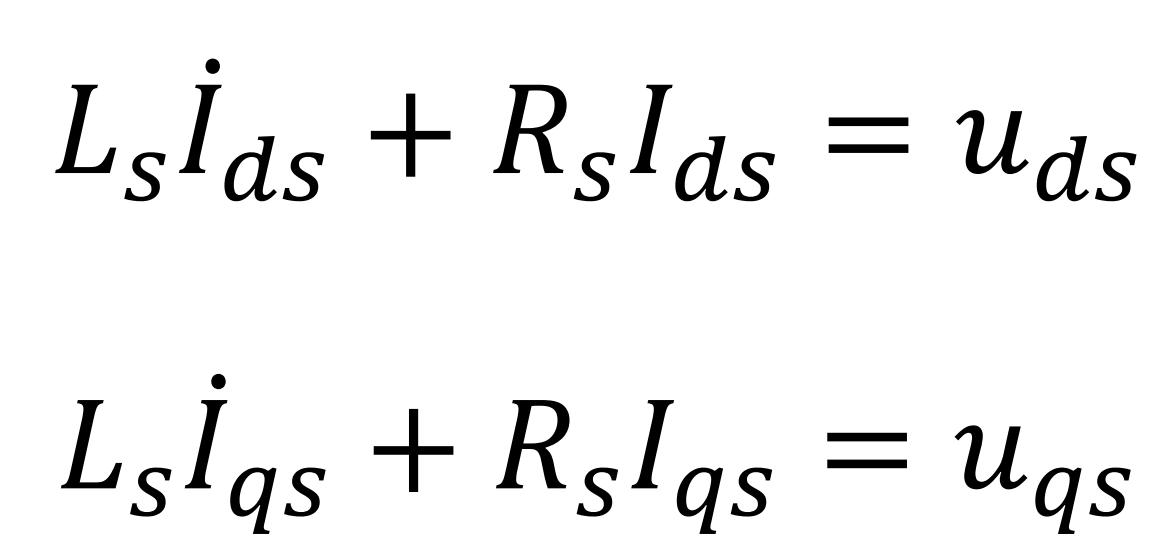 L_s İ_ds + R_s I_ds = u_ds
L_s İ_qs + R_s I_qs = u_qs